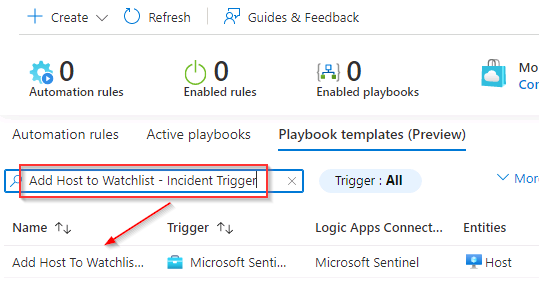 + Create Refresh Guides & Feedback
0 0 0 Mo
Automation rules Enabled rules Enabled playbooks Co
Automation rules Active playbooks Playbook templates (Preview)
Add Host to Watchlist - Incident Trigger Trigger : All Mor
Name ↑↓ Trigger ↑↓ Logic Apps Connect... Entities
Add Host To Watchlis... Microsoft Senti... Microsoft Sentinel Host